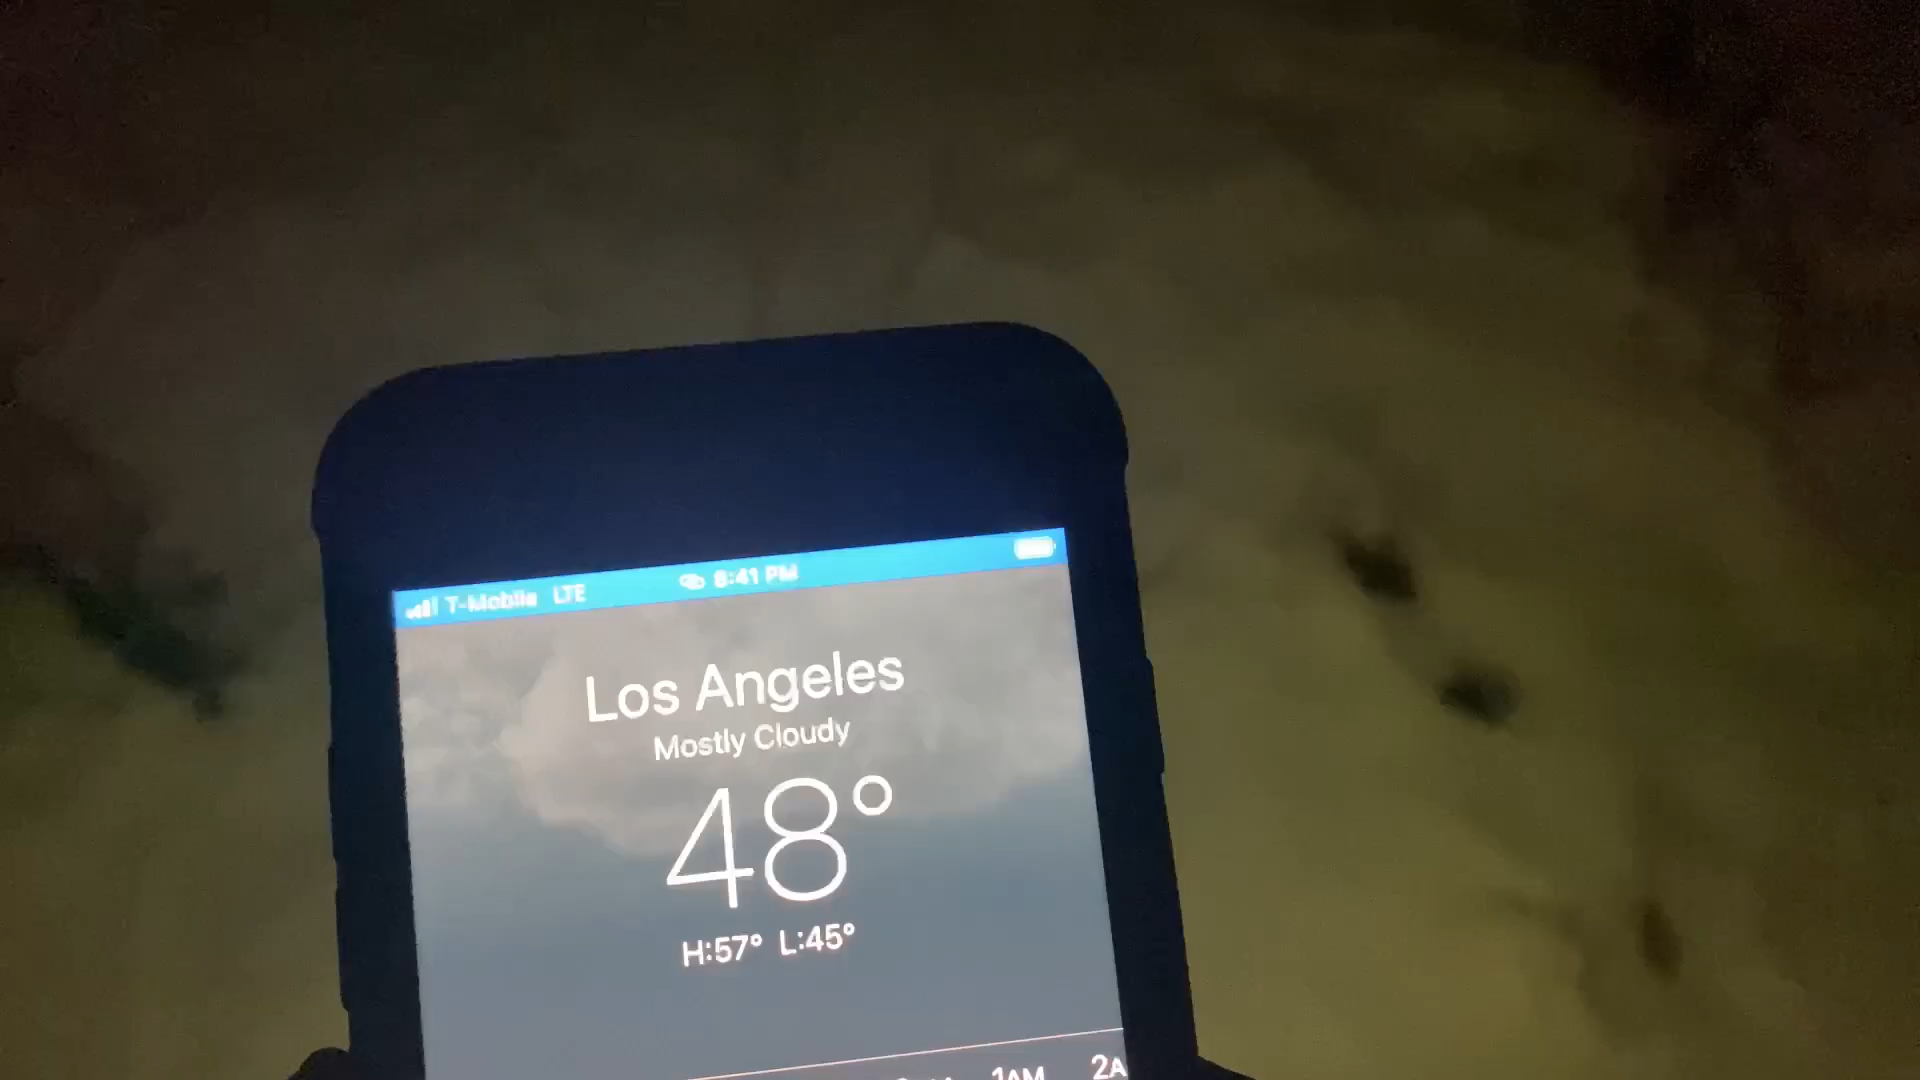 T-Mobile LTE 8:41 PM
Los Angeles
Mostly Cloudy
48°
H:57° L:45°
1AM